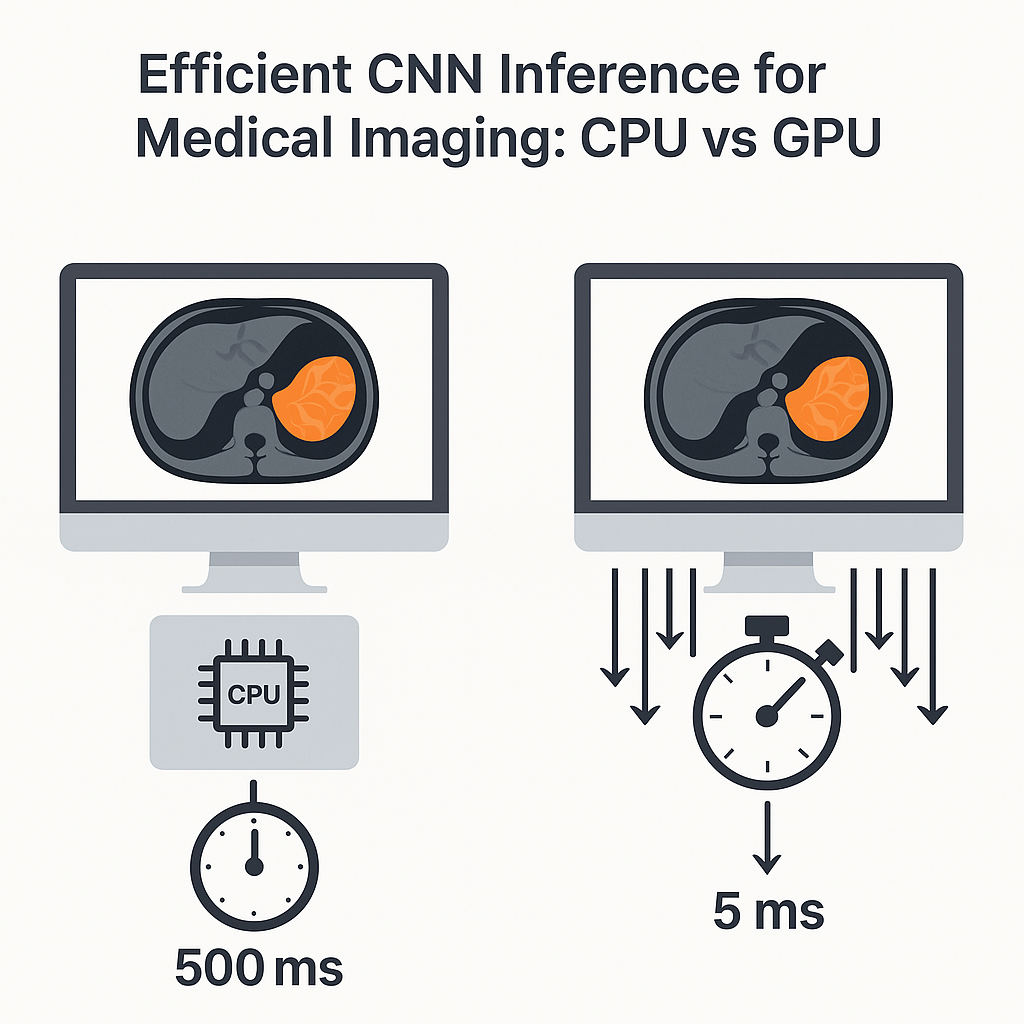 Efficient CNN Inference for
Medical Imaging: CPU vs GPU
CPU
500 ms
5 ms